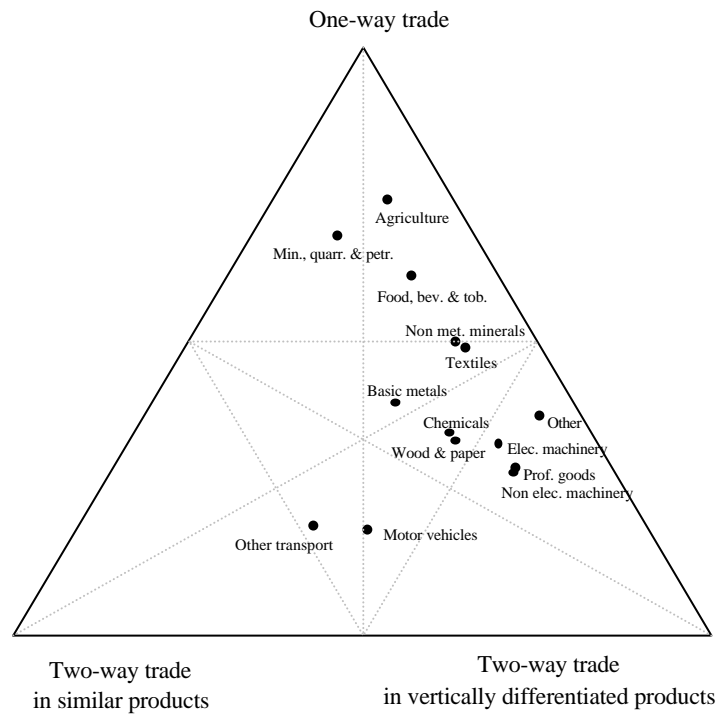 One-way trade
Agriculture
Min., quarr. & petr.
Food, bev. & tob.
Non met. minerals
Textiles
Basic metals
Chemicals
Other
Wood & paper
Elec. machinery
Prof. goods
Non elec. machinery
Other transport
Motor vehicles
Two-way trade
in similar products
Two-way trade
in vertically differentiated products